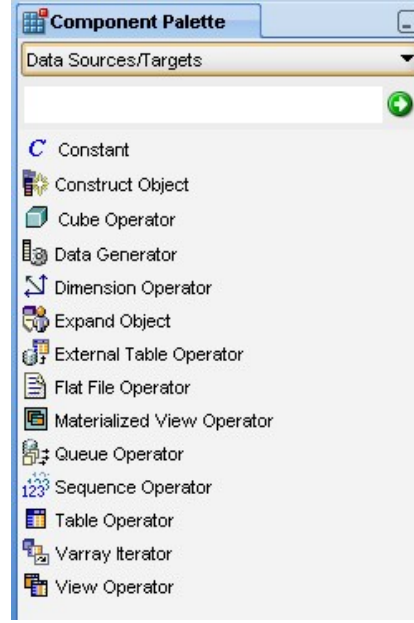 Component Palette
Data Sources/Targets
C Constant
Construct Object
Cube Operator
Data Generator
Dimension Operator
Expand Object
External Table Operator
Flat File Operator
Materialized View Operator
Queue Operator
123 Sequence Operator
Table Operator
Varray Iterator
View Operator